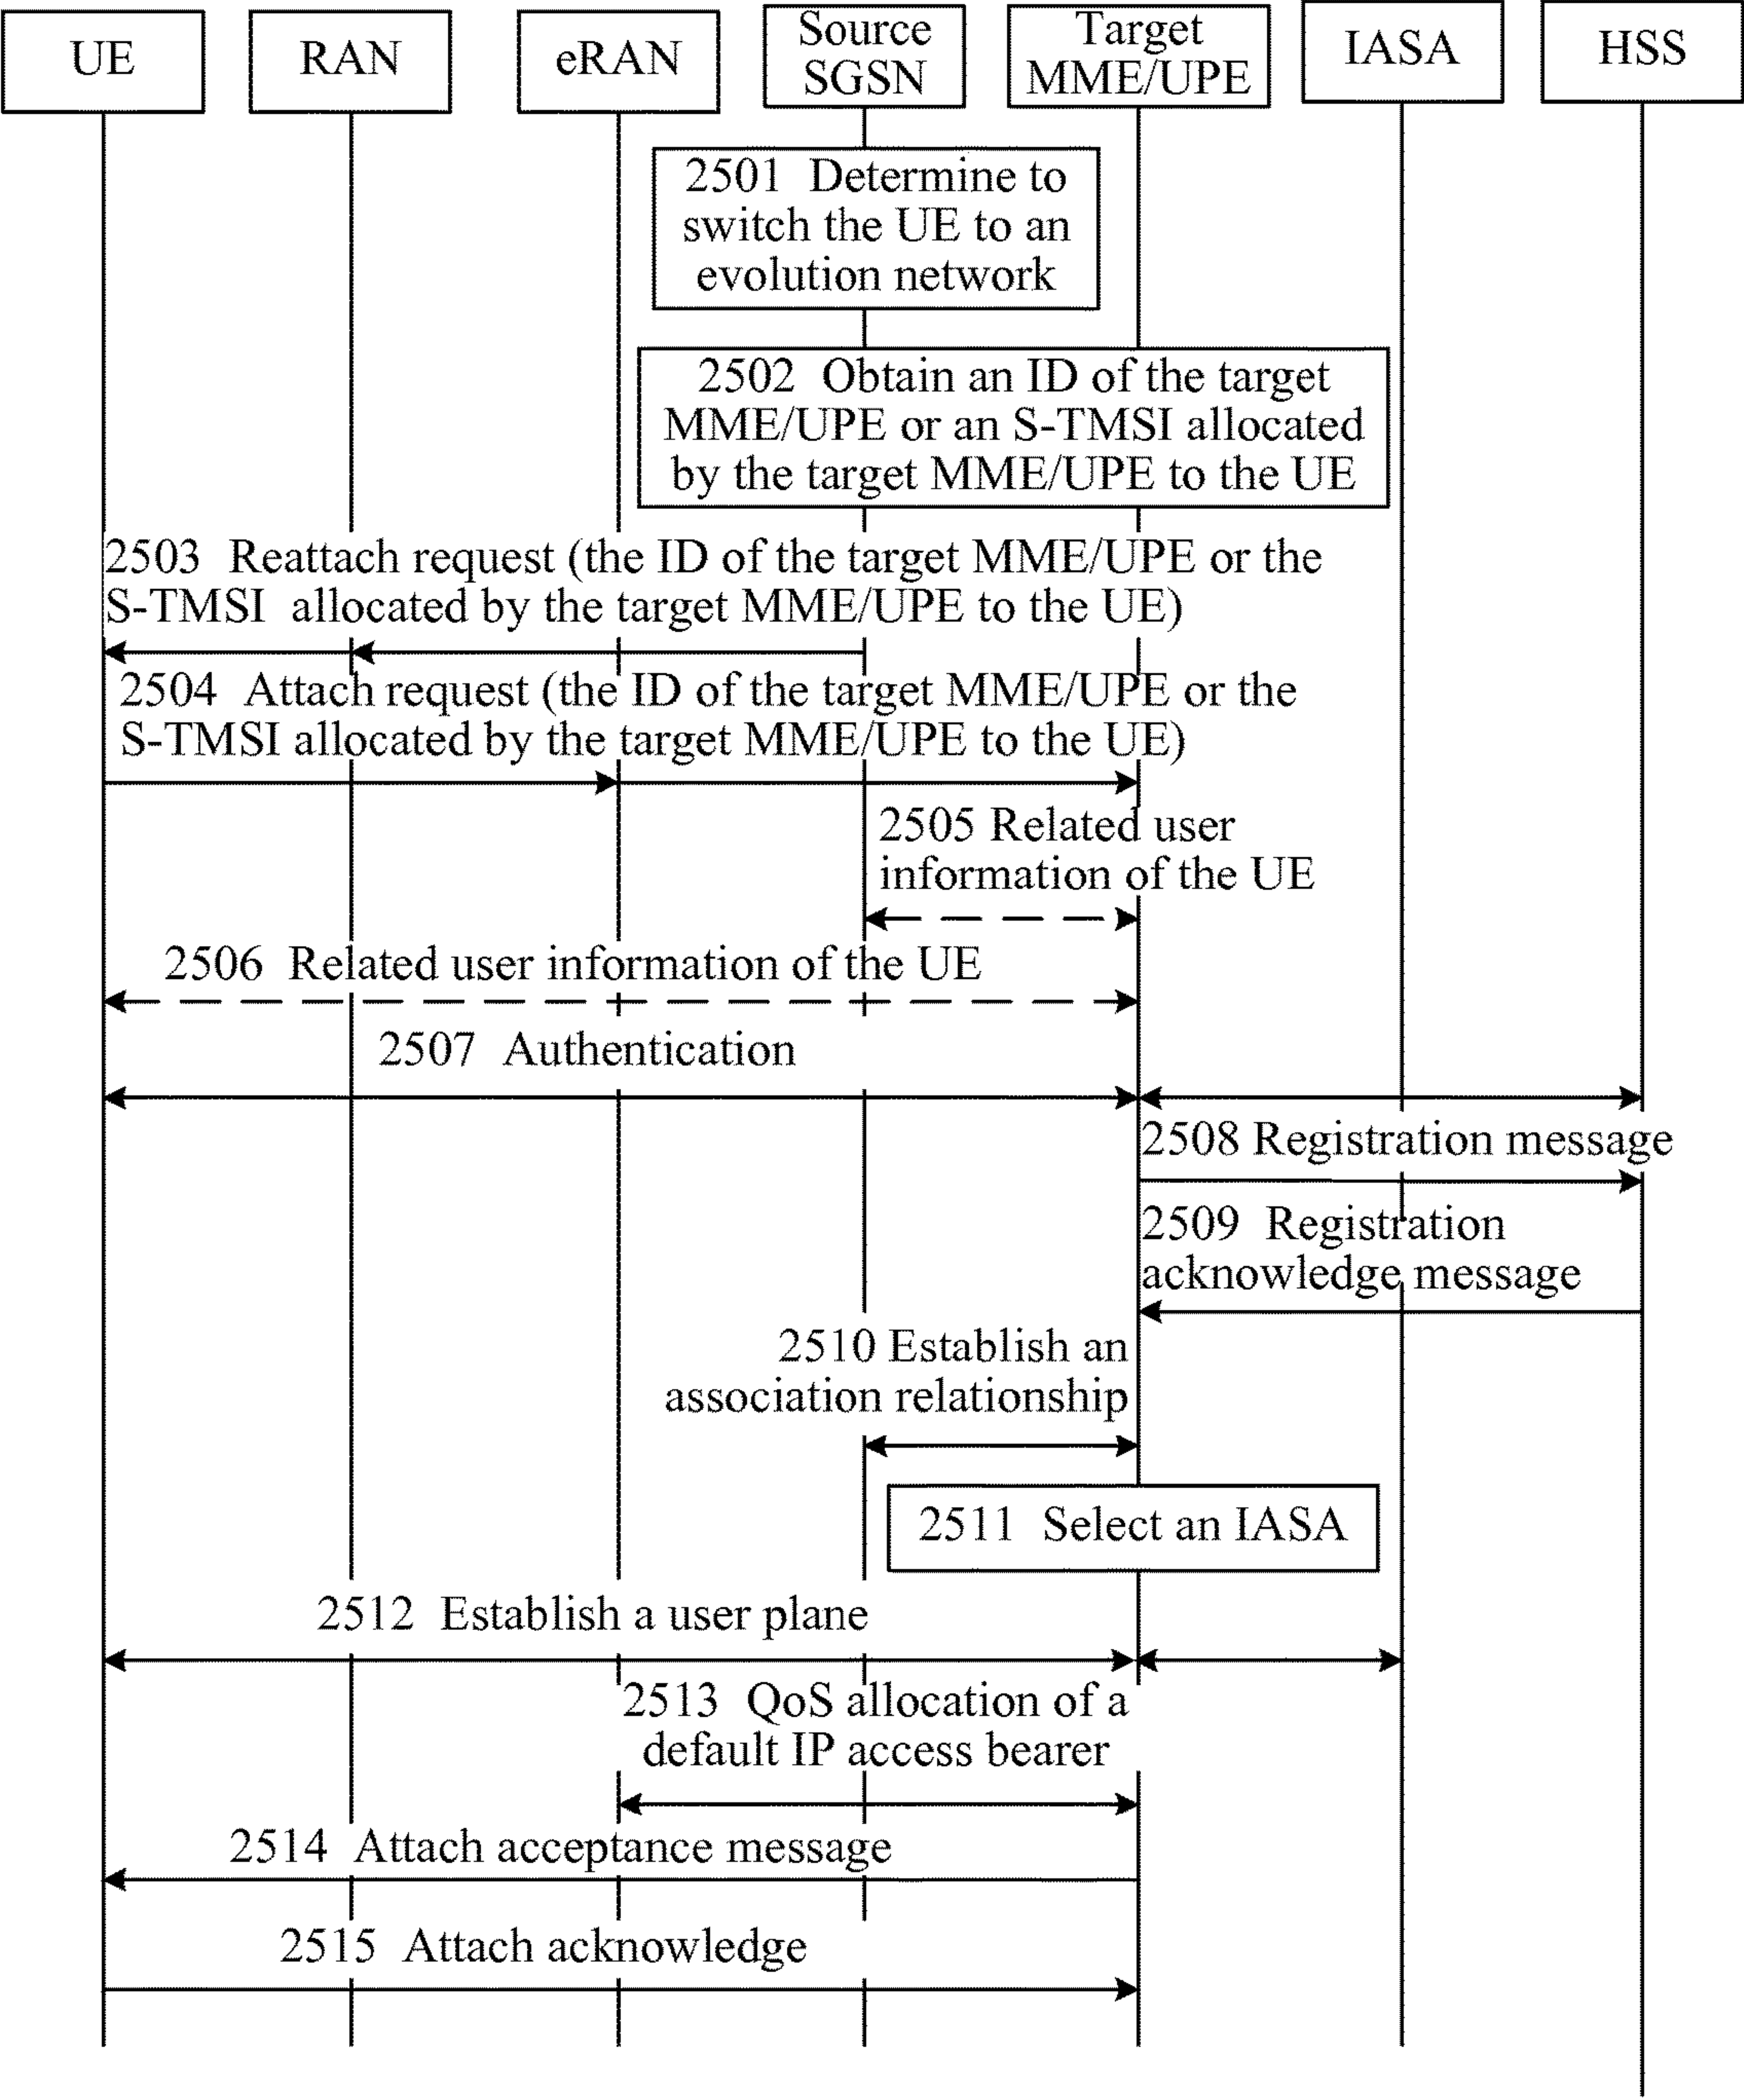 UE
RAN
eRAN
Source
SGSN
Target
MME/UPE
IASA
HSS
2501 Determine to
switch the UE to an
evolution network
2502 Obtain an ID of the target
MME/UPE or an S-TMSI allocated
by the target MME/UPE to the UE
2503 Reattach request (the ID of the target MME/UPE or the
S-TMSI allocated by the target MME/UPE to the UE)
2504 Attach request (the ID of the target MME/UPE or the
S-TMSI allocated by the target MME/UPE to the UE)
2505 Related user
information of the UE
2506 Related user information of the UE
2507 Authentication
2508 Registration message
2509 Registration
acknowledge message
2510 Establish an
association relationship
2511 Select an IASA
2512 Establish a user plane
2513 QoS allocation of a
default IP access bearer
2514 Attach acceptance message
2515 Attach acknowledge